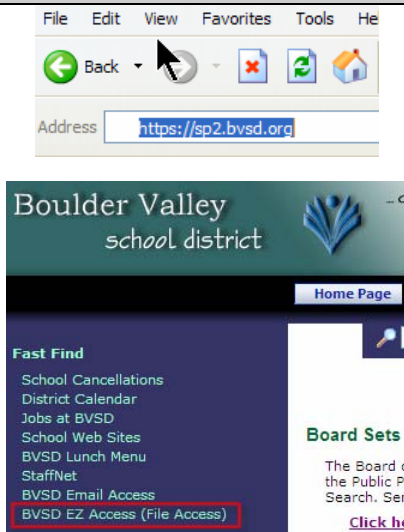 File Edit View Favorites Tools
Back
Address https://sp2.bvsd.org
Boulder Valley
school district
Home Page
Fast Find
School Cancellations
District Calendar
Jobs at BVSD
School Web Sites
BVSD Lunch Menu
StaffNet
BVSD Email Access
BVSD EZ Access (File Access)
Board Sets
The Board
the Public
Search.
Click